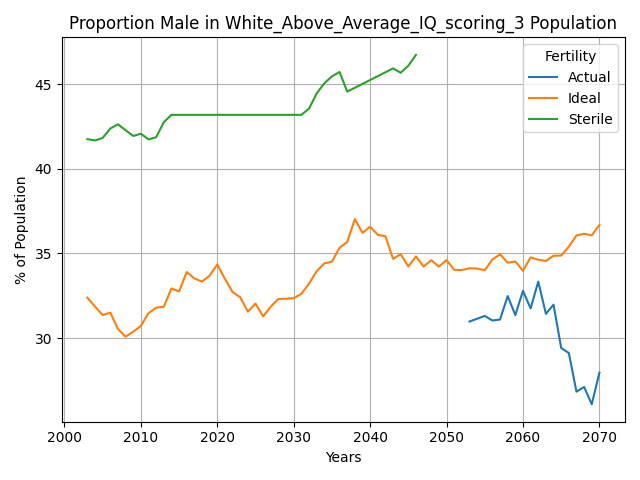 Proportion Male in White_Above_Average_IQ_scoring_3 Population
Fertility
Actual
Ideal
Sterile
% of Population
45
40
35
30
2000 2010 2020 2030 2040 2050 2060 2070
Years